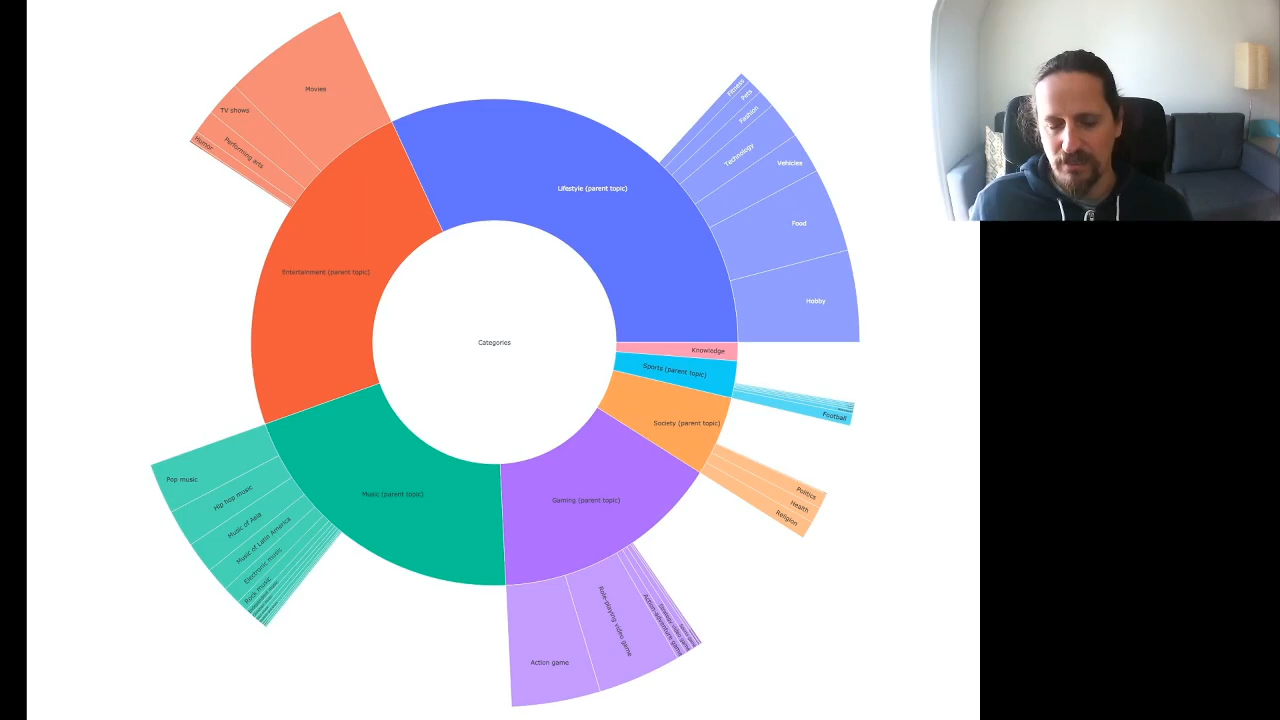 Movies
TV shows
Performing arts
Humor
Entertainment (parent topic)
Lifestyle (parent topic)
Fitness
Pets
Fashion
Technology
Vehicles
Food
Hobby
Categories
Knowledge
Sports (parent topic)
Football
Society (parent topic)
Politics
Health
Religion
Gaming (parent topic)
Action game
Role-playing video game
Action-adventure game
Strategy video game
Music (parent topic)
Pop music
Hip hop music
Music of Asia
Music of Latin America
Electronic music
Rock music